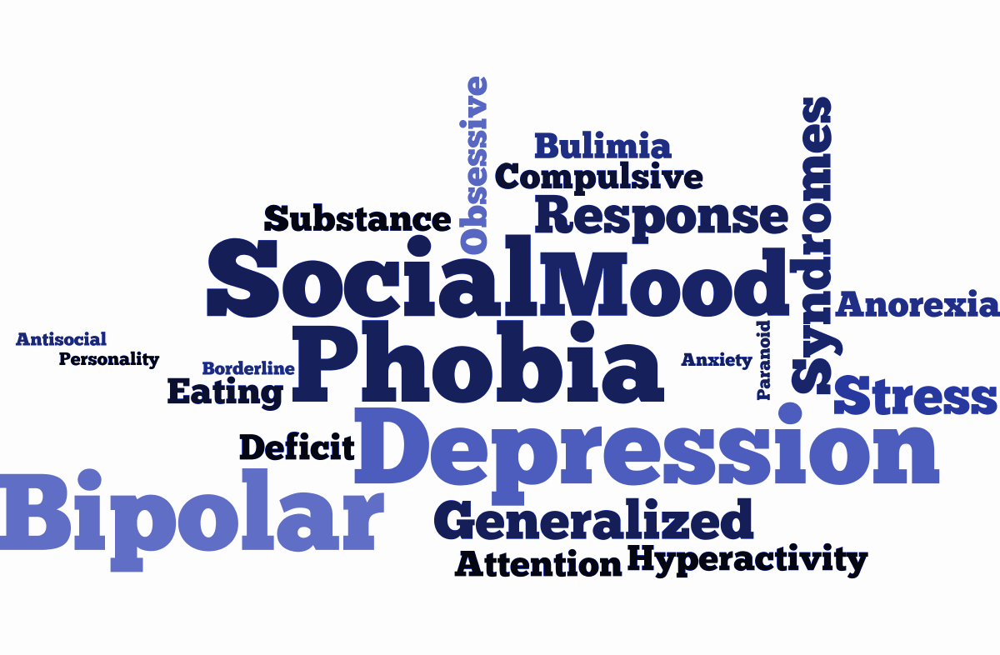 Obsessive
Syndromes
Bulimia
Compulsive
Response
Substance
Social
Mood
Anorexia
Phobia
Paranoid
Antisocial
Personality
Anxiety
Borderline
Eating
Stress
Depression
Deficit
Bipolar
Generalized
Attention
Hyperactivity